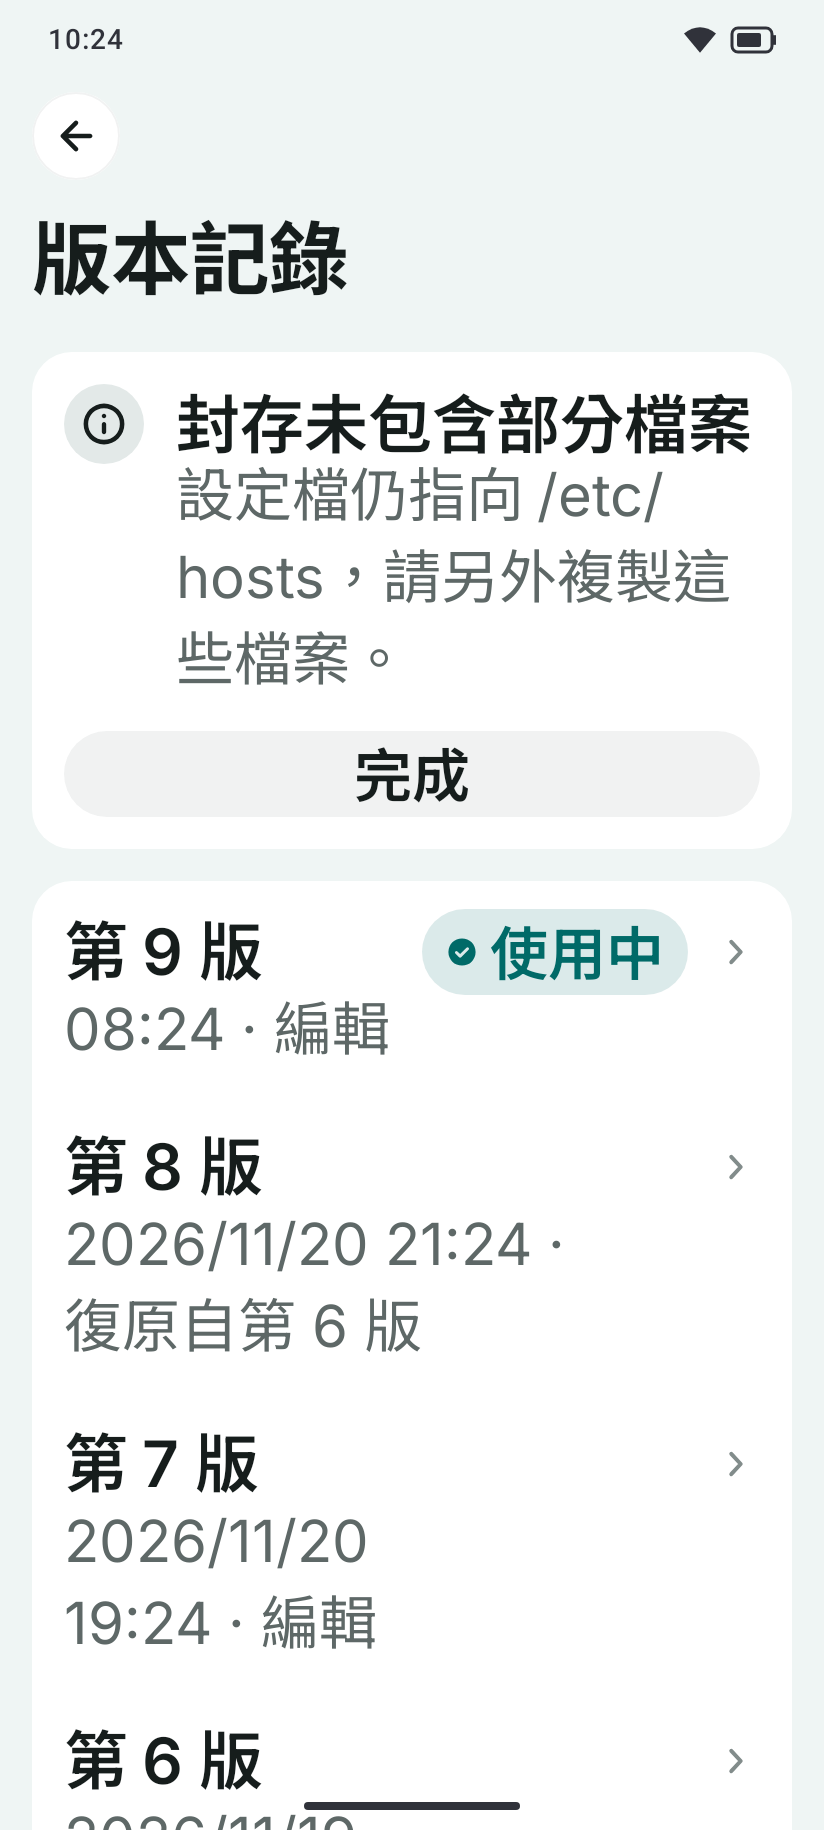 10:24
版本記錄
封存未包含部分檔案
設定檔仍指向 /etc/
hosts，請另外複製這
些檔案。
完成
第 9 版
使用中
08:24 · 編輯
第 8 版
2026/11/20 21:24 ·
復原自第 6 版
第 7 版
2026/11/20
19:24 · 編輯
第 6 版
2026/11/19